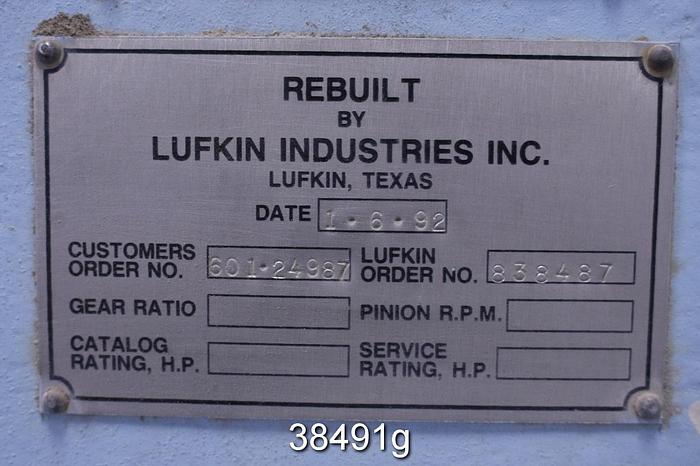 REBUILT
BY
LUFKIN INDUSTRIES INC.
LUFKIN, TEXAS
DATE 1·6·92
CUSTOMERS ORDER NO. 601·24987 LUFKIN ORDER NO. 838487
GEAR RATIO PINION R.P.M.
CATALOG RATING, H.P. SERVICE RATING, H.P.
38491g